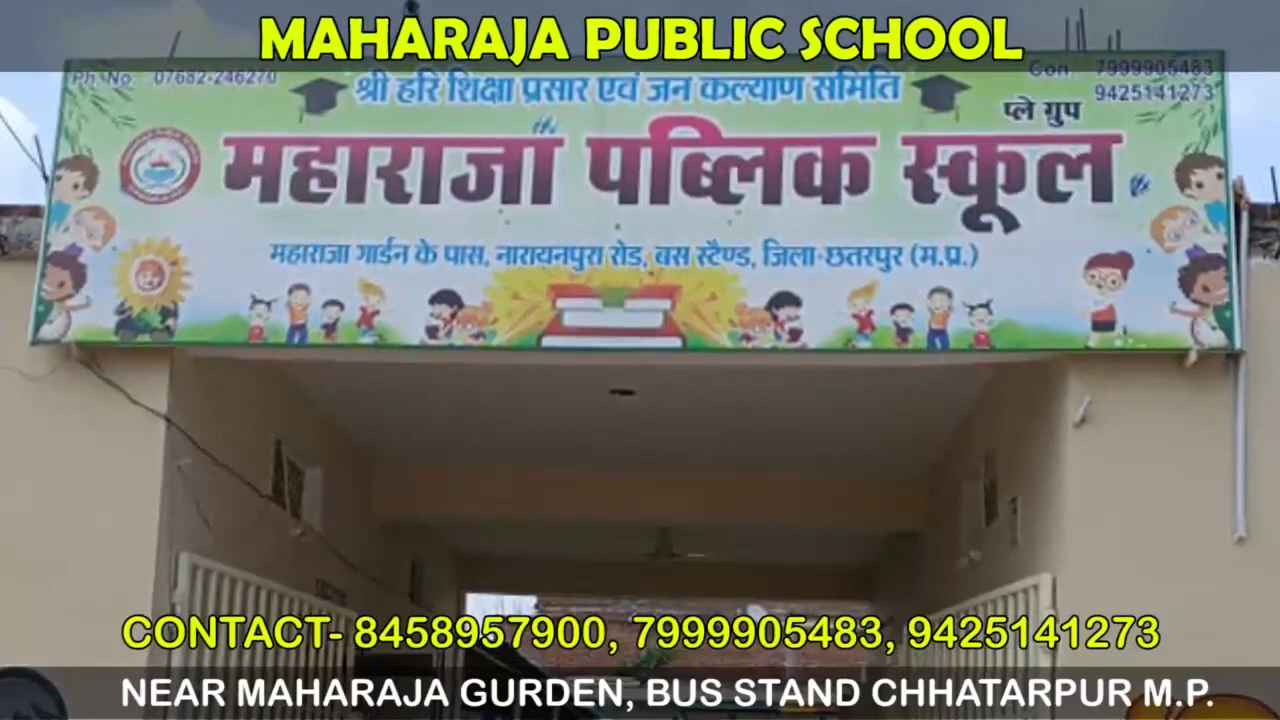 MAHARAJA PUBLIC SCHOOL
Ph. No. 07682-246270
Con. 7999905483
9425141273
श्री हरि शिक्षा प्रसार एवं जन कल्याण समिति
प्ले ग्रुप
महाराजा पब्लिक स्कूल
महाराजा गार्डन के पास, नारायनपुरा रोड, बस स्टैण्ड, जिला-छतरपुर (म.प्र.)
CONTACT- 8458957900, 7999905483, 9425141273
NEAR MAHARAJA GURDEN, BUS STAND CHHATARPUR M.P.